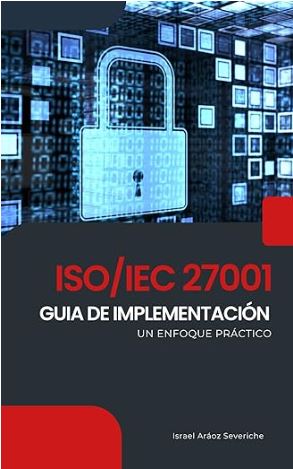 ISO/IEC 27001
GUIA DE IMPLEMENTACIÓN
UN ENFOQUE PRÁCTICO
Israel Aráoz Severiche